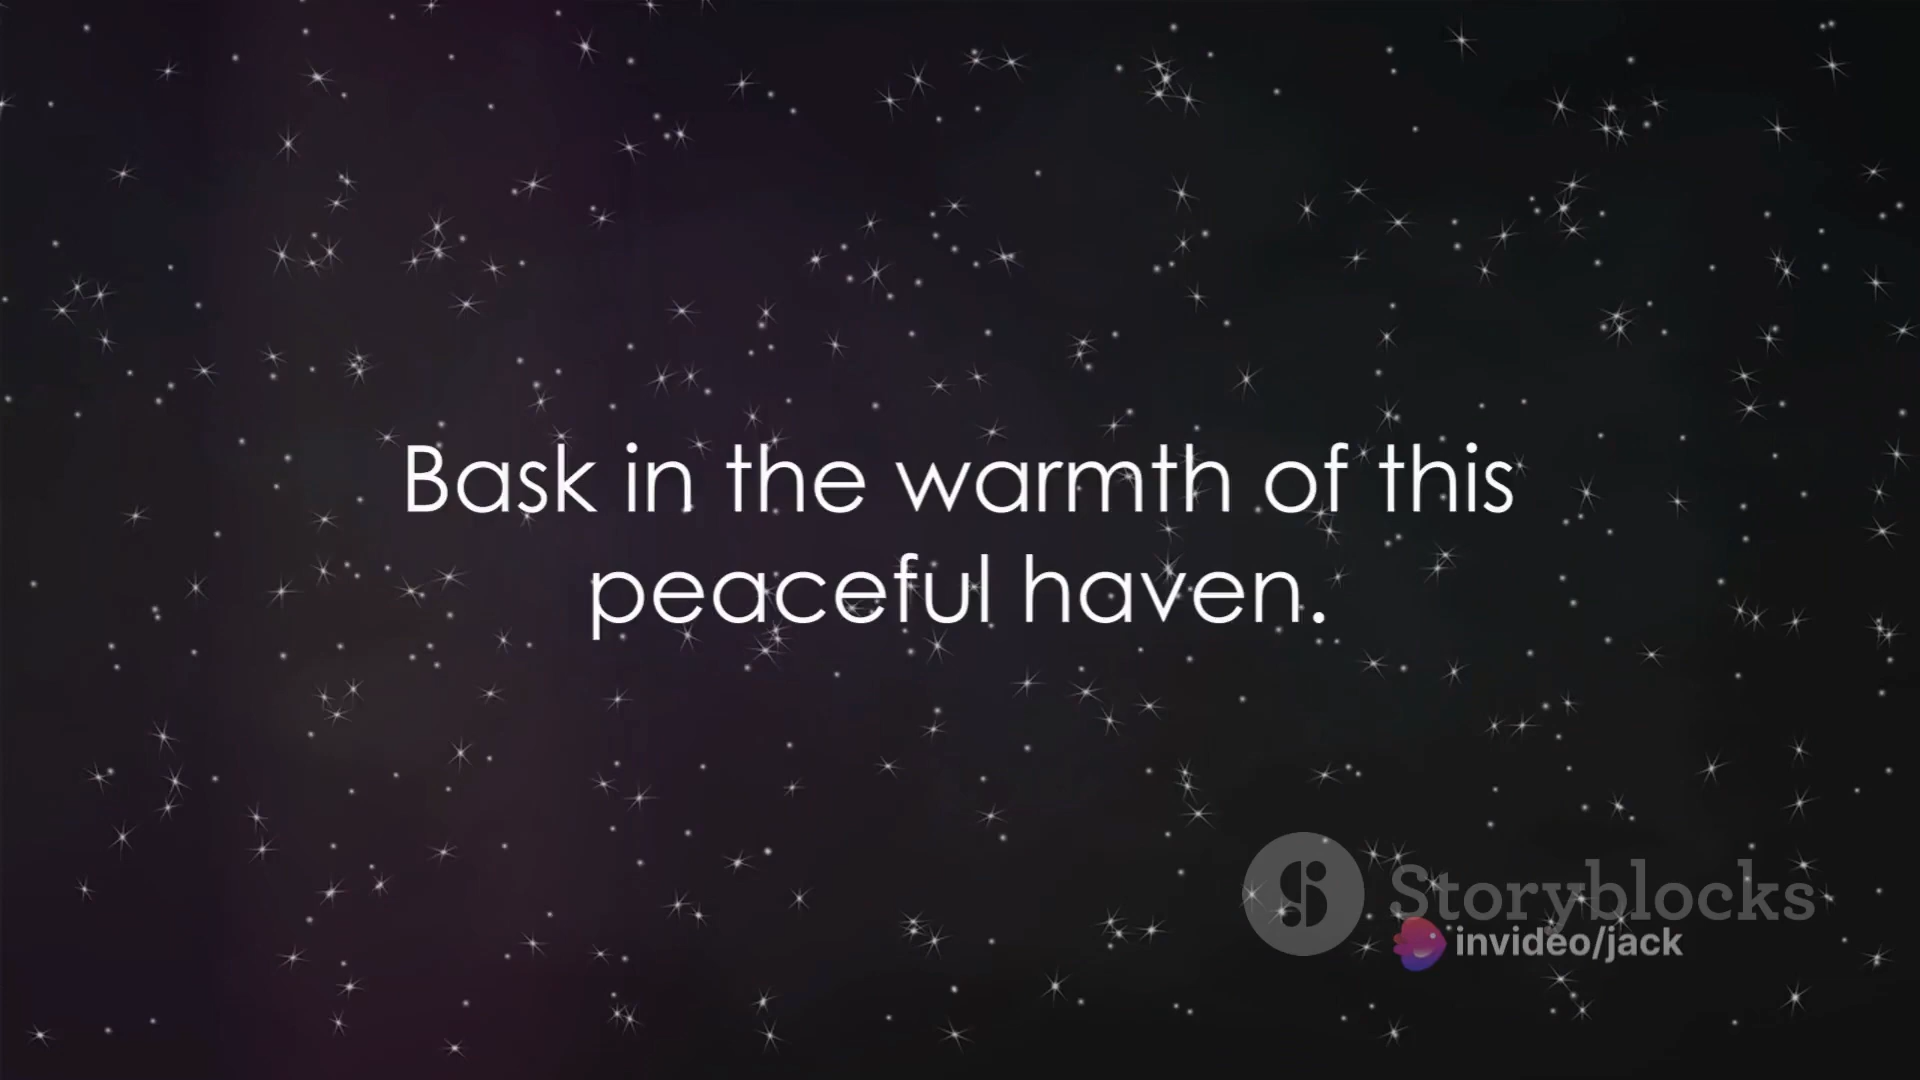 Bask in the warmth of this
peaceful haven.
Storyblocks
invideo/jack